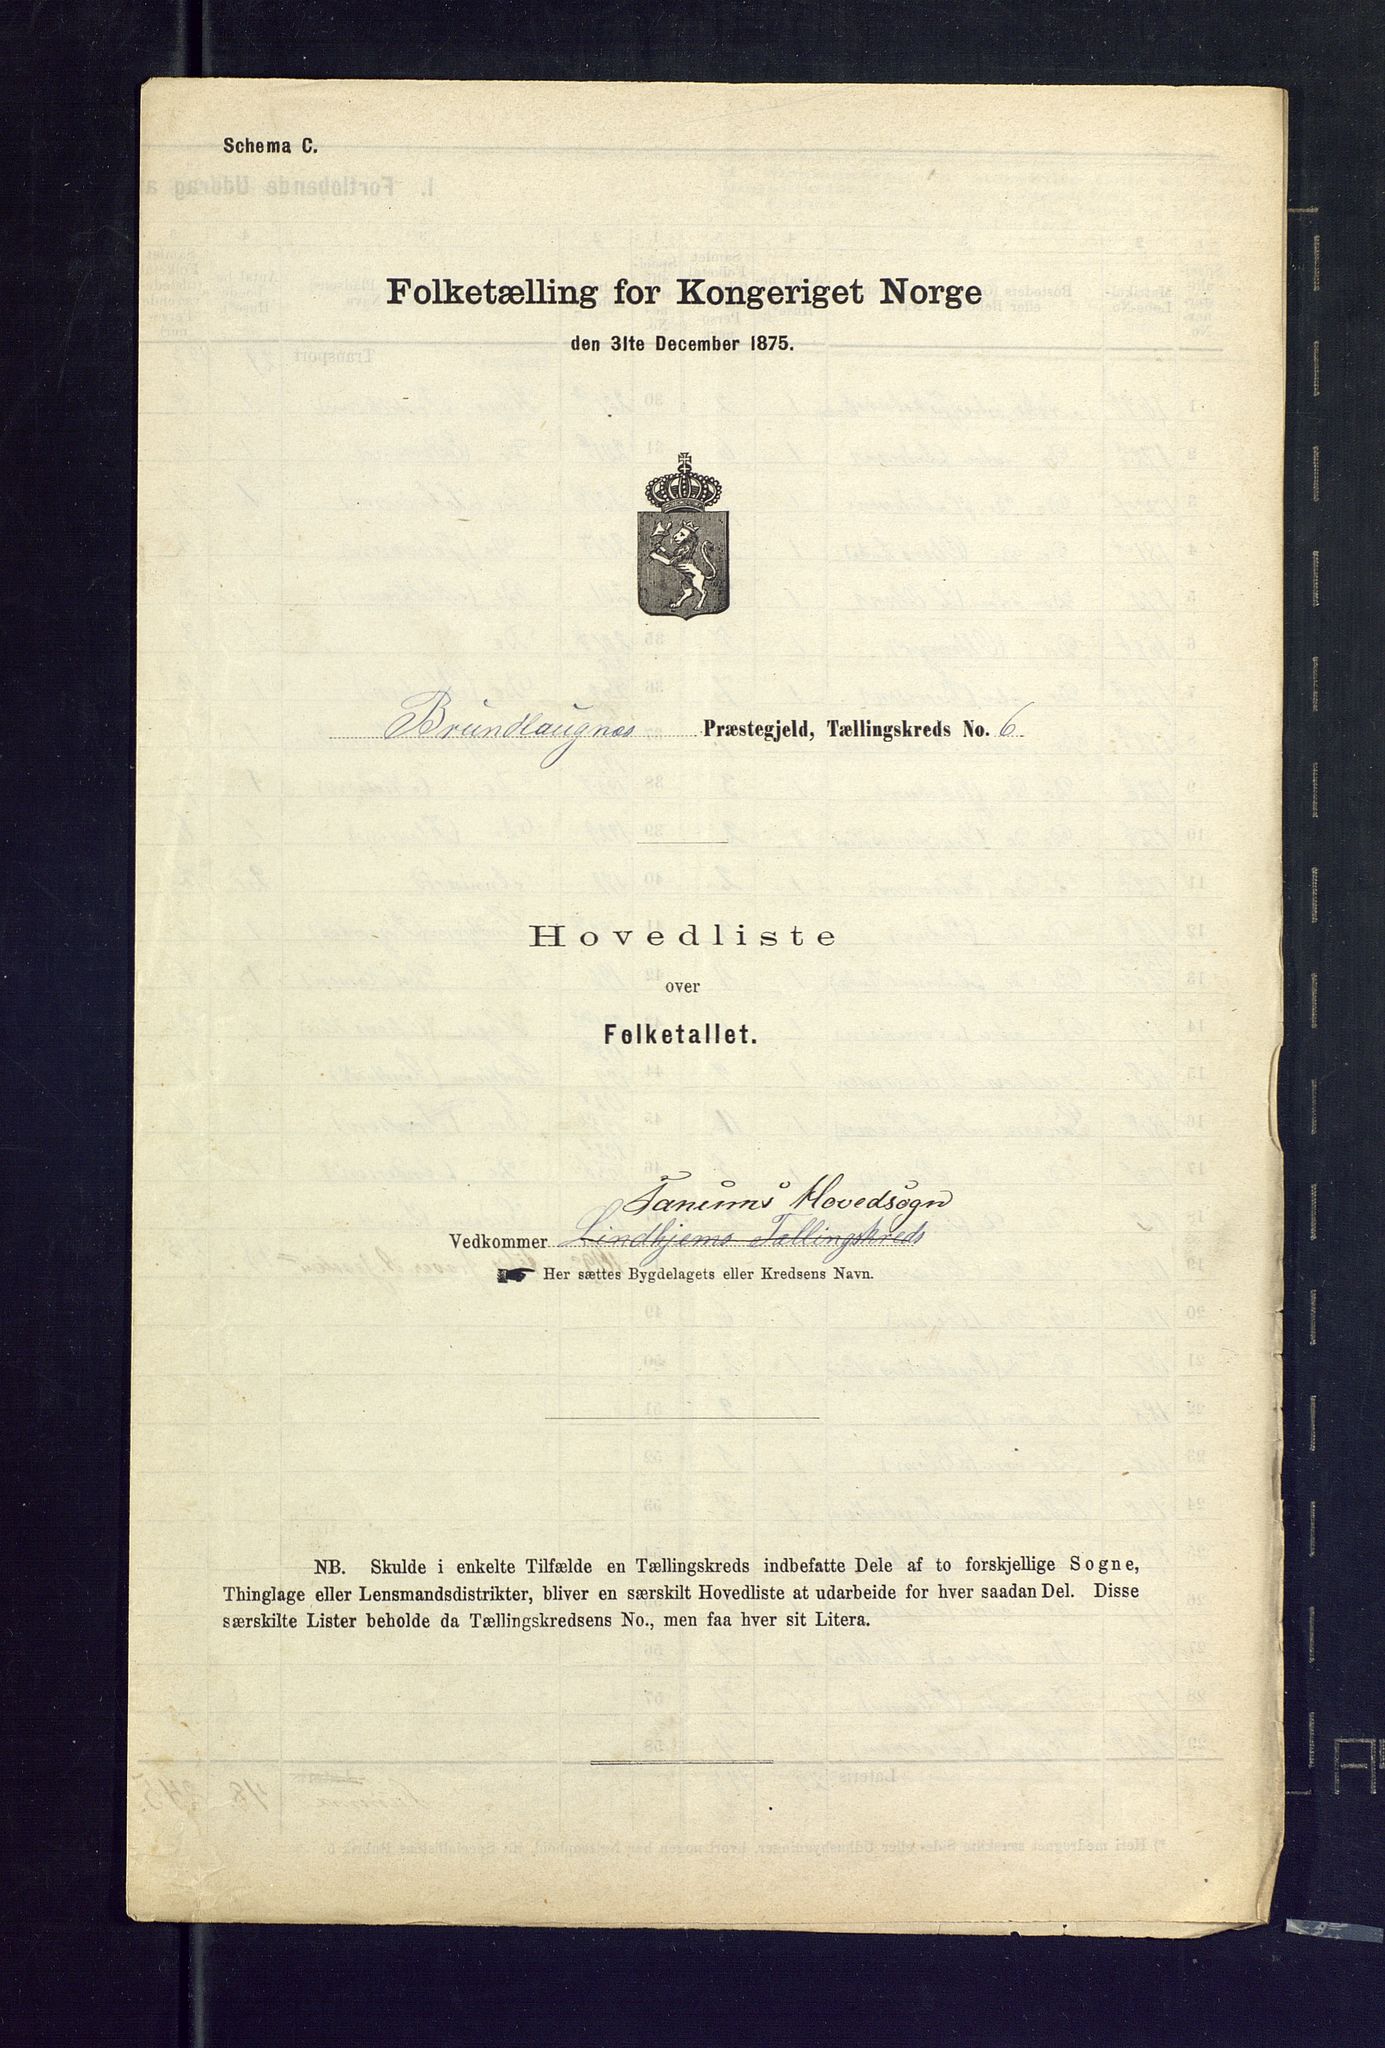 Schema C.
Folketælling for Kongeriget Norge
den 31te December 1875.
Brundlaugnæs Præstegjeld, Tællingskreds No. 6.
Hovedliste
over
Folketallet.
Tanums Hovedsogn
Vedkommer Lindhjems Tællingskreds
Her sættes Bygdelagets eller Kredsens Navn.
NB. Skulde i enkelte Tilfælde en Tællingskreds indbefatte Dele af to forskjellige Sogne,
Thinglage eller Lensmandsdistrikter, bliver en særskilt Hovedliste at udarbeide for hver saadan Del. Disse
særskilte Lister beholde da Tællingskredsens No., men faa hver sit Litera.